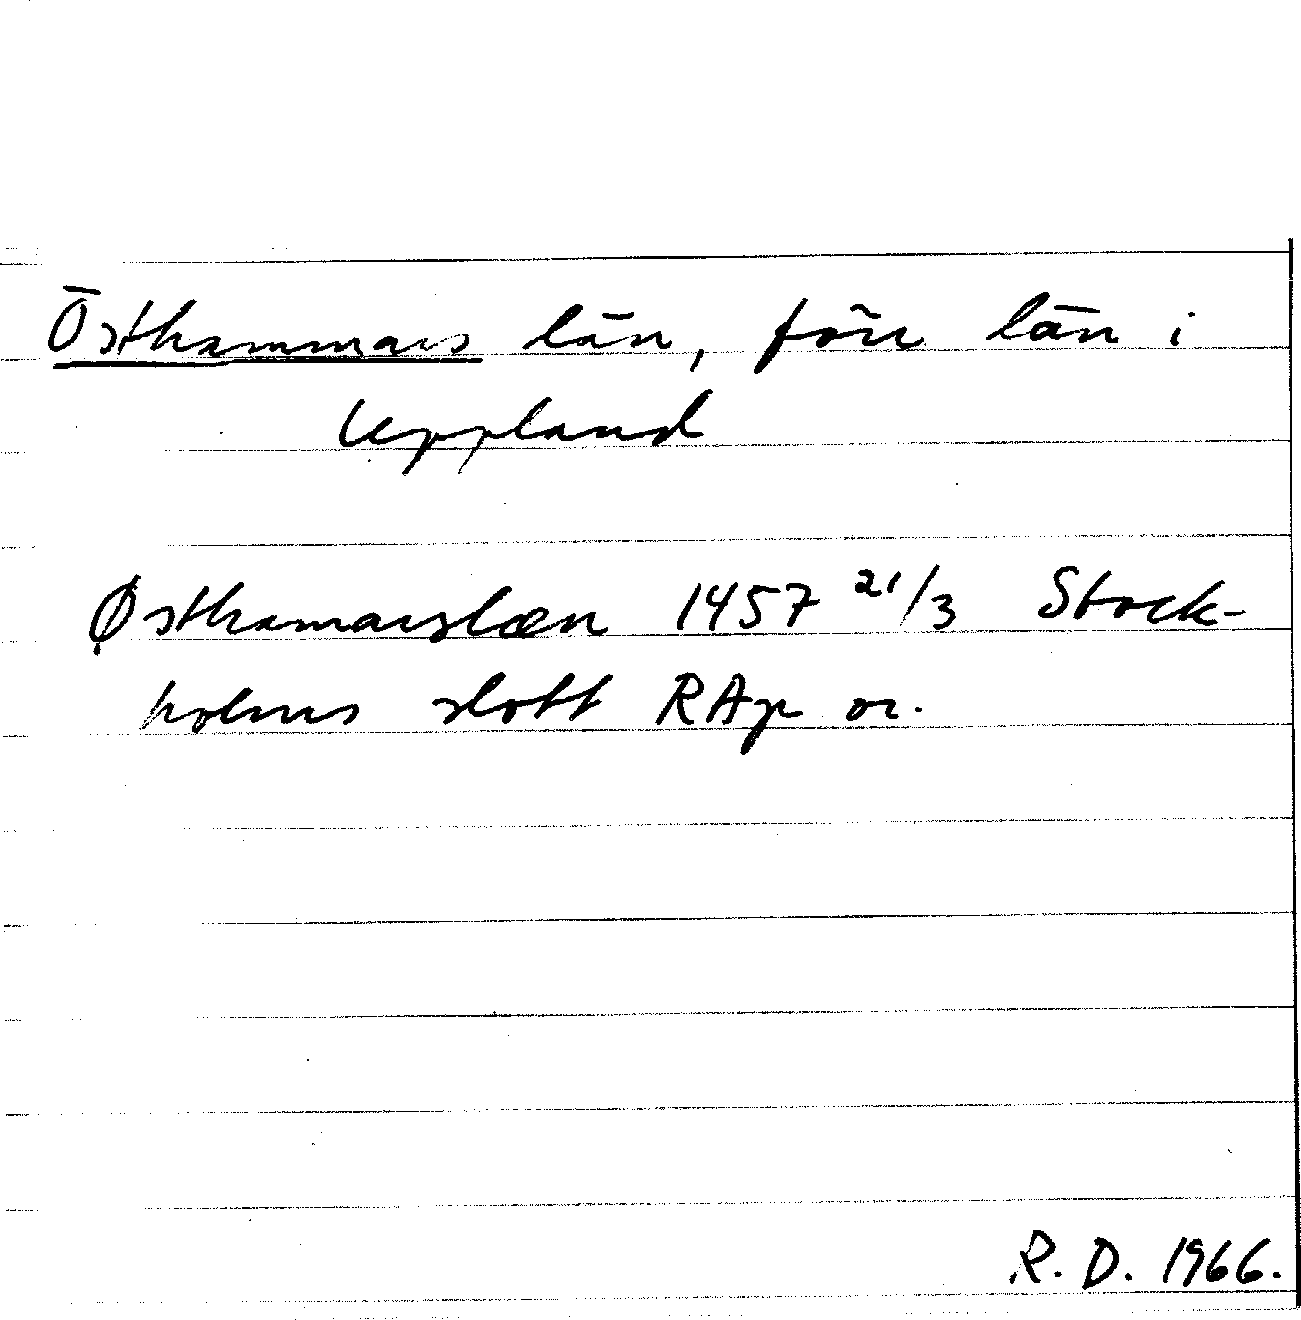 Östhammars län, förr län i
Uppland
Østhamarslæn 1457 21/3 Stock-
holms slott RAp or.
R. D. 1966.